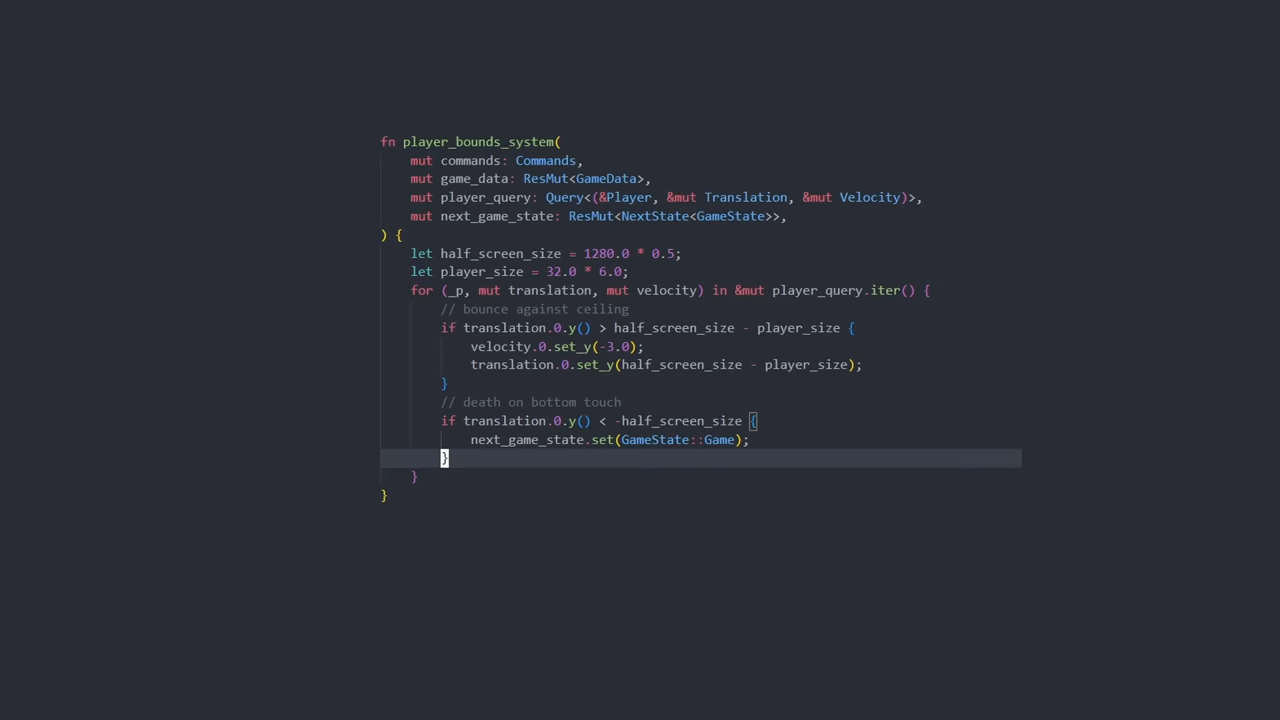 fn player_bounds_system(
    mut commands: Commands,
    mut game_data: ResMut<GameData>,
    mut player_query: Query<(&Player, &mut Translation, &mut Velocity)>,
    mut next_game_state: ResMut<NextState<GameState>>,
) {
    let half_screen_size = 1280.0 * 0.5;
    let player_size = 32.0 * 6.0;
    for (_p, mut translation, mut velocity) in &mut player_query.iter() {
        // bounce against ceiling
        if translation.0.y() > half_screen_size - player_size {
            velocity.0.set_y(-3.0);
            translation.0.set_y(half_screen_size - player_size);
        }
        // death on bottom touch
        if translation.0.y() < -half_screen_size {
            next_game_state.set(GameState::Game);
        }
    }
}